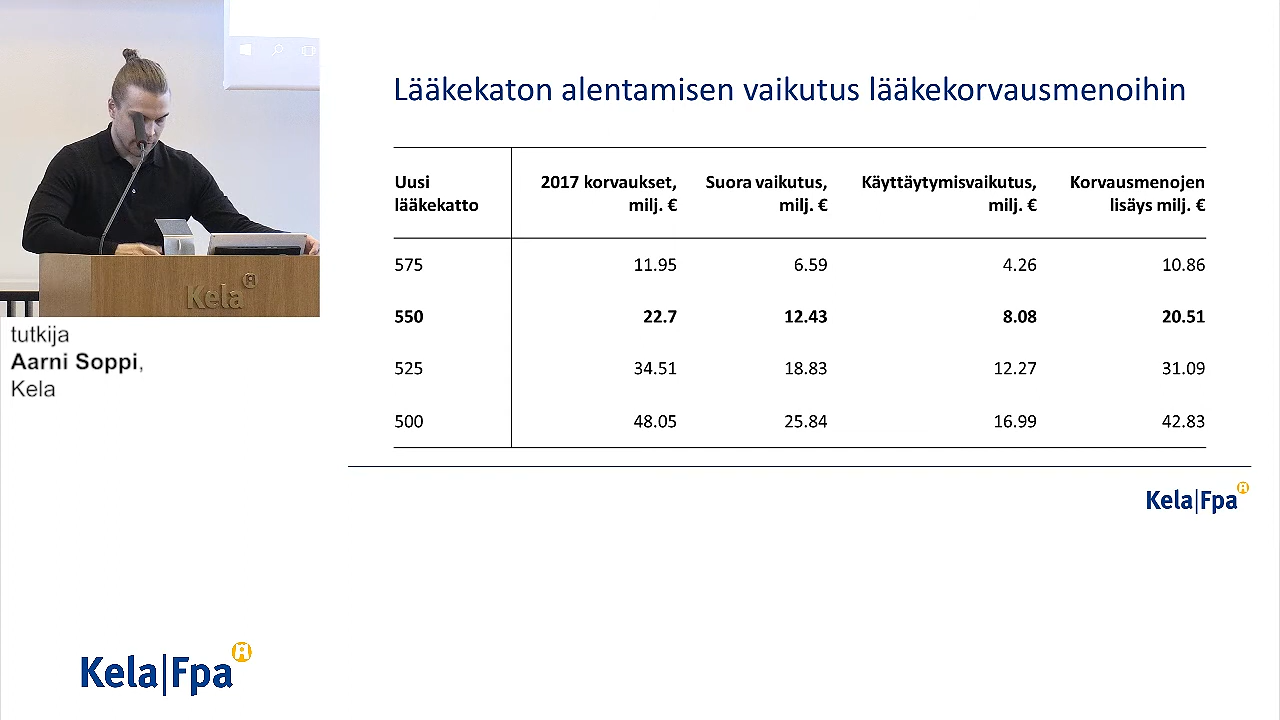 Lääkekaton alentamisen vaikutus lääkekorvausmenoihin
Uusi lääkekatto 2017 korvaukset, milj. € Suora vaikutus, milj. € Käyttäytymisvaikutus, milj. € Korvausmenojen lisäys milj. €
575 11.95 6.59 4.26 10.86
550 22.7 12.43 8.08 20.51
525 34.51 18.83 12.27 31.09
500 48.05 25.84 16.99 42.83
Kela|Fpa
Kela
tutkija
Aarni Soppi,
Kela
Kela|Fpa